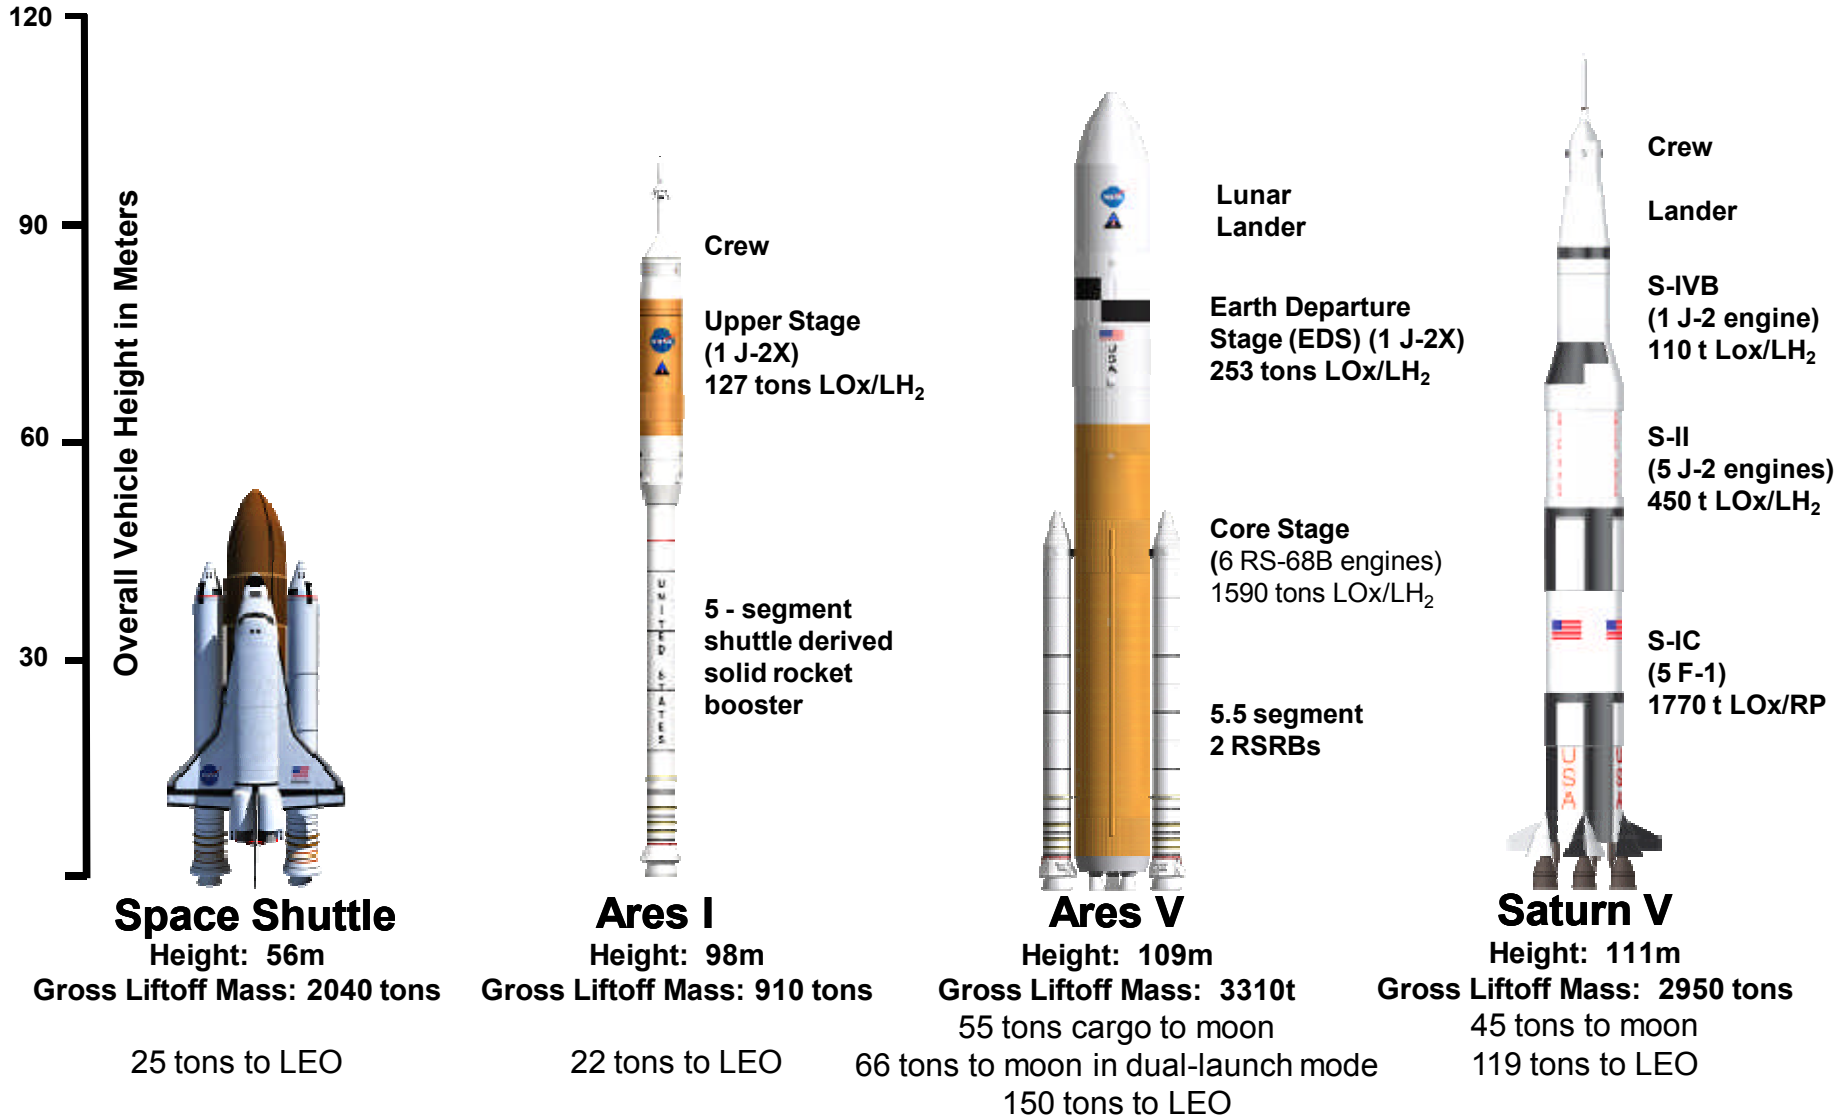 120
90
60
30
Overall Vehicle Height in Meters
Crew
Upper Stage
(1 J-2X)
127 tons LOx/LH2
5 - segment
shuttle derived
solid rocket
booster
UNITED STATES
Lunar
Lander
Earth Departure
Stage (EDS) (1 J-2X)
253 tons LOx/LH2
Core Stage
(6 RS-68B engines)
1590 tons LOx/LH2
5.5 segment
2 RSRBs
Crew
Lander
S-IVB
(1 J-2 engine)
110 t Lox/LH2
S-II
(5 J-2 engines)
450 t LOx/LH2
S-IC
(5 F-1)
1770 t LOx/RP
USA
USA
Space Shuttle
Height: 56m
Gross Liftoff Mass: 2040 tons
25 tons to LEO
Ares I
Height: 98m
Gross Liftoff Mass: 910 tons
22 tons to LEO
Ares V
Height: 109m
Gross Liftoff Mass: 3310t
55 tons cargo to moon
66 tons to moon in dual-launch mode
150 tons to LEO
Saturn V
Height: 111m
Gross Liftoff Mass: 2950 tons
45 tons to moon
119 tons to LEO